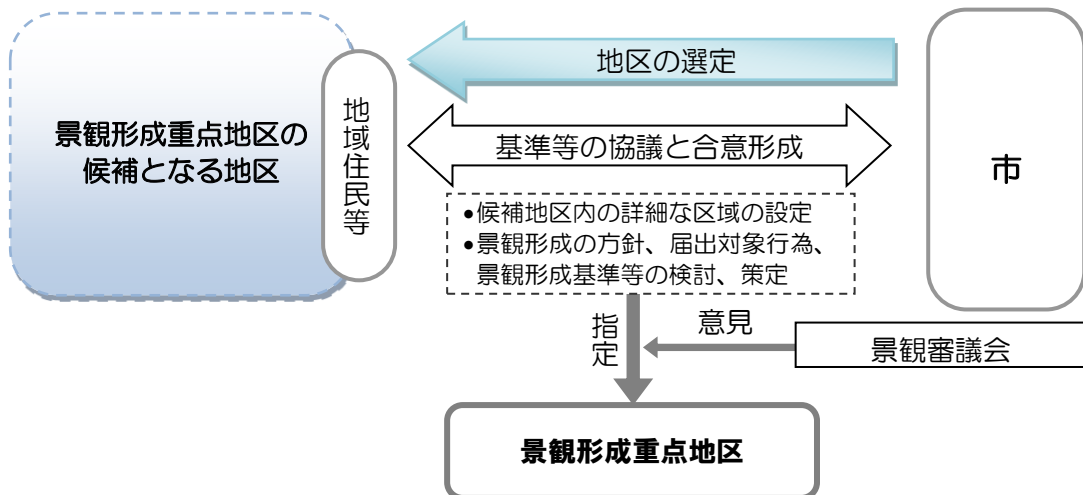 地区の選定
景観形成重点地区の
候補となる地区
地域住民等
基準等の協議と合意形成
市
•候補地区内の詳細な区域の設定
•景観形成の方針、届出対象行為、
景観形成基準等の検討、策定
指定
意見
景観審議会
景観形成重点地区